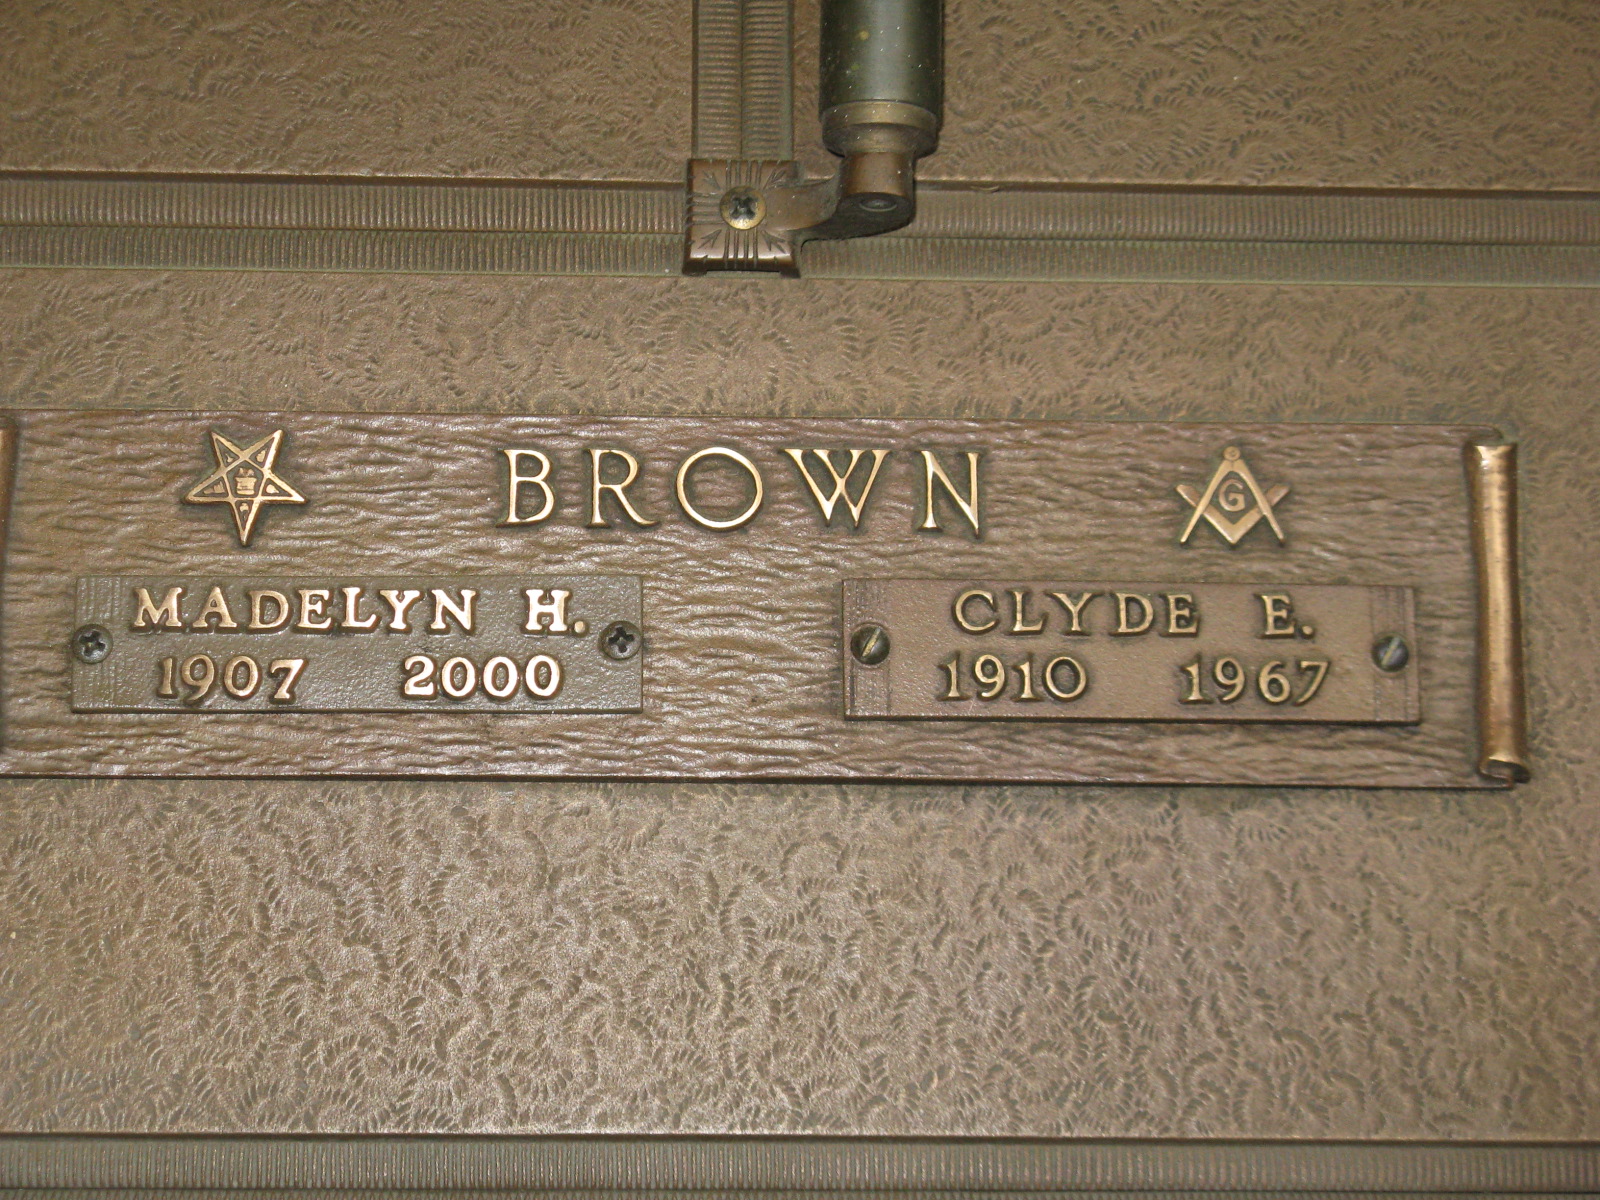 BROWN
G
MADELYN H.
1907 2000
CLYDE E.
1910 1967